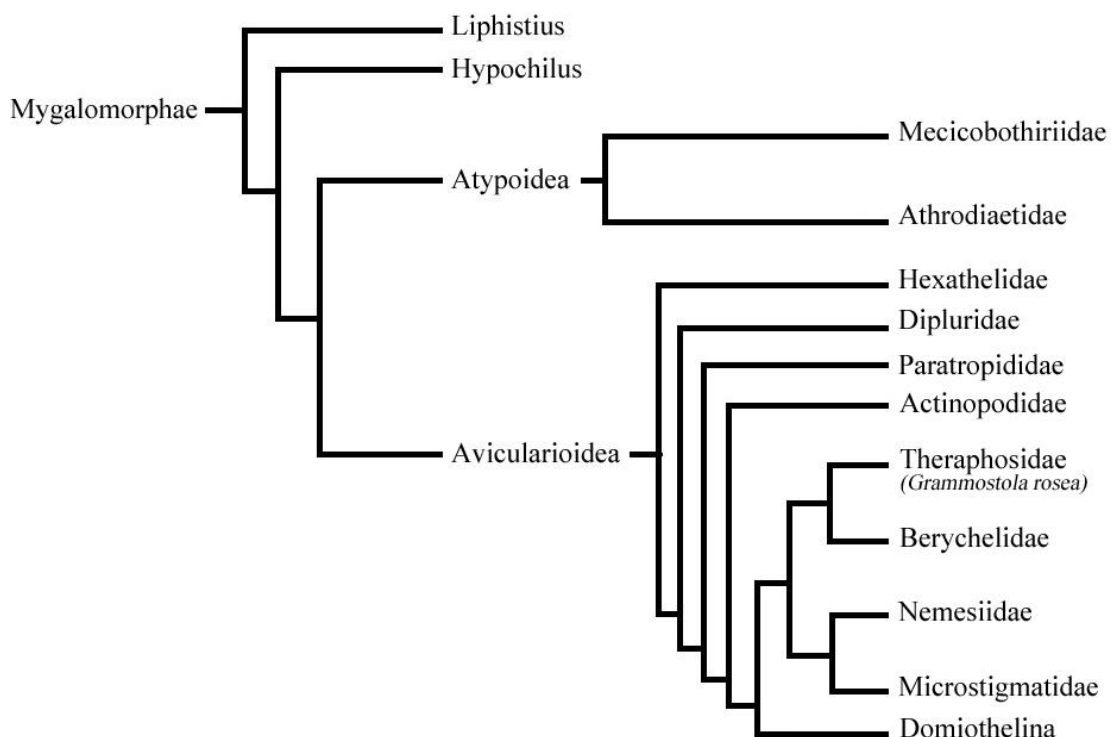 Liphistius
Hypochilus
Mygalomorphae
Mecicobothiriidae
Atypoidea
Athrodiaetidae
Hexathelidae
Dipluridae
Paratropididae
Actinopodidae
Avicularioidea
Theraphosidae
(Grammostola rosea)
Berychelidae
Nemesiidae
Microstigmatidae
Domiothelina